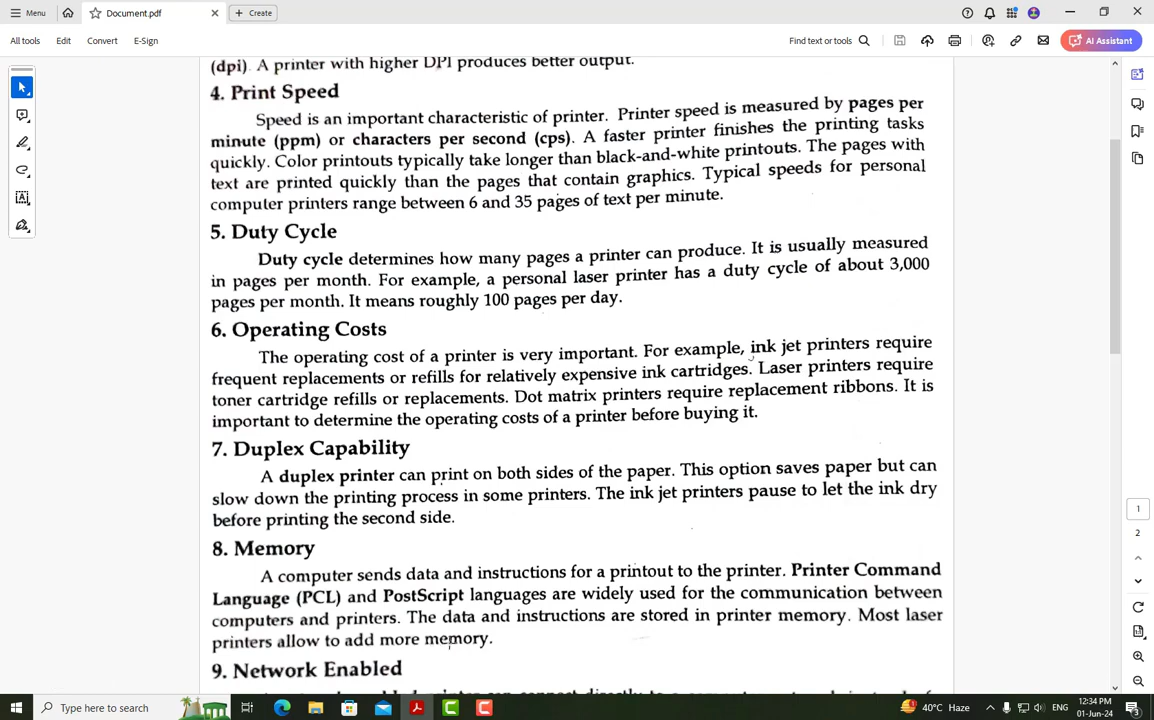 Menu
Document.pdf
Create
All tools
Edit
Convert
E-Sign
Find text or tools
AI Assistant
(dpi). A printer with higher DPI produces better output.
4. Print Speed
Speed is an important characteristic of printer. Printer speed is measured by pages per
minute (ppm) or characters per second (cps). A faster printer finishes the printing tasks
quickly. Color printouts typically take longer than black-and-white printouts. The pages with
text are printed quickly than the pages that contain graphics. Typical speeds for personal
computer printers range between 6 and 35 pages of text per minute.
5. Duty Cycle
Duty cycle determines how many pages a printer can produce. It is usually measured
in pages per month. For example, a personal laser printer has a duty cycle of about 3,000
pages per month. It means roughly 100 pages per day.
6. Operating Costs
The operating cost of a printer is very important. For example, ink jet printers require
frequent replacements or refills for relatively expensive ink cartridges. Laser printers require
toner cartridge refills or replacements. Dot matrix printers require replacement ribbons. It is
important to determine the operating costs of a printer before buying it.
7. Duplex Capability
A duplex printer can print on both sides of the paper. This option saves paper but can
slow down the printing process in some printers. The ink jet printers pause to let the ink dry
before printing the second side.
8. Memory
A computer sends data and instructions for a printout to the printer. Printer Command
Language (PCL) and PostScript languages are widely used for the communication between
computers and printers. The data and instructions are stored in printer memory. Most laser
printers allow to add more memory.
9. Network Enabled
1
2
Type here to search
40°C Haze
ENG
12:34 PM
01-Jun-24
3